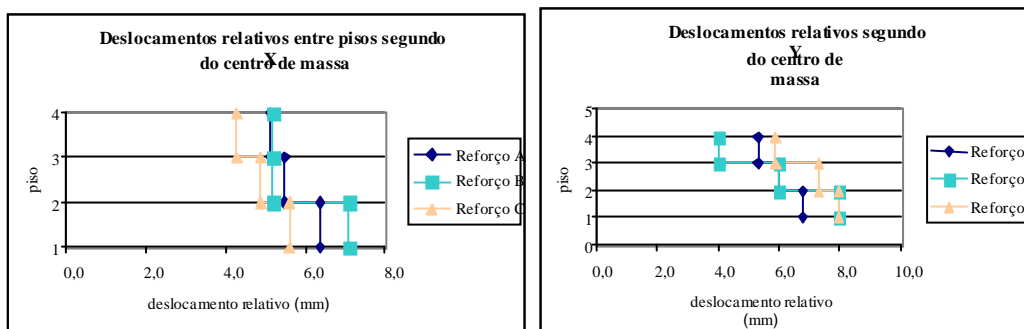 Deslocamentos relativos entre pisos segundo
X
do centro de massa
4
3
2
1
piso
0,0 2,0 4,0 6,0 8,0
deslocamento relativo (mm)
Reforço A
Reforço B
Reforço C
Deslocamentos relativos segundo
Y
do centro de
massa
5
4
3
2
1
0
piso
0,0 2,0 4,0 6,0 8,0 10,0
deslocamento relativo
(mm)
Reforço
Reforço
Reforço